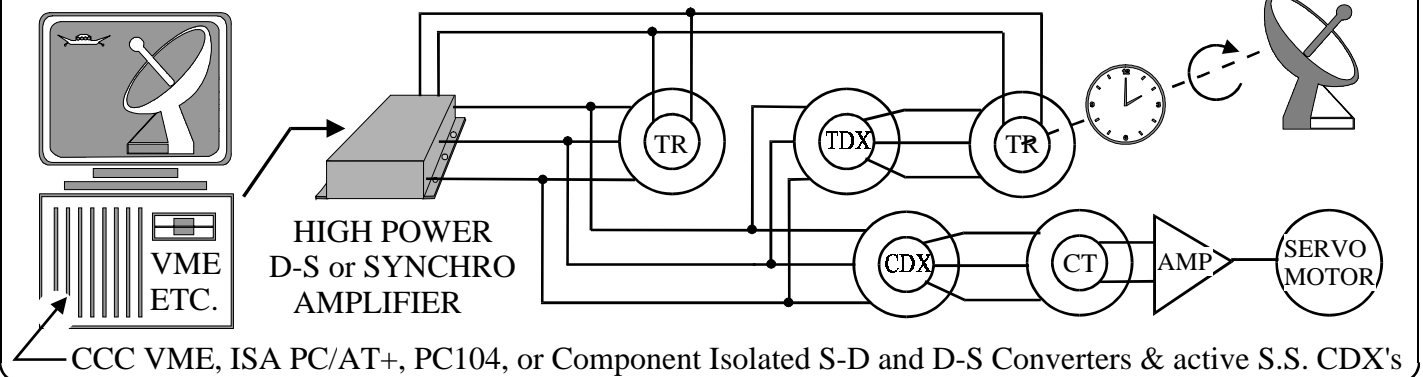 TR
TDX
TR
12
HIGH POWER
D-S or SYNCHRO
AMPLIFIER
VME
ETC.
CDX
CT
AMP
SERVO
MOTOR
CCC VME, ISA PC/AT+, PC104, or Component Isolated S-D and D-S Converters & active S.S. CDX's